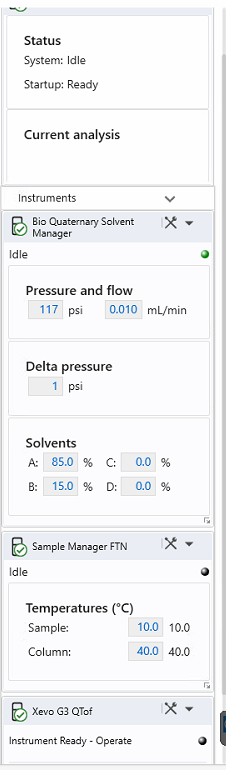 Status
System: Idle
Startup: Ready
Current analysis
Instruments
Bio Quaternary Solvent
Manager
Idle
Pressure and flow
117 psi 0.010 mL/min
Delta pressure
1 psi
Solvents
A: 85.0 % C: 0.0 %
B: 15.0 % D: 0.0 %
Sample Manager FTN
Idle
Temperatures (°C)
Sample: 10.0 10.0
Column: 40.0 40.0
Xevo G3 QTof
Instrument Ready - Operate